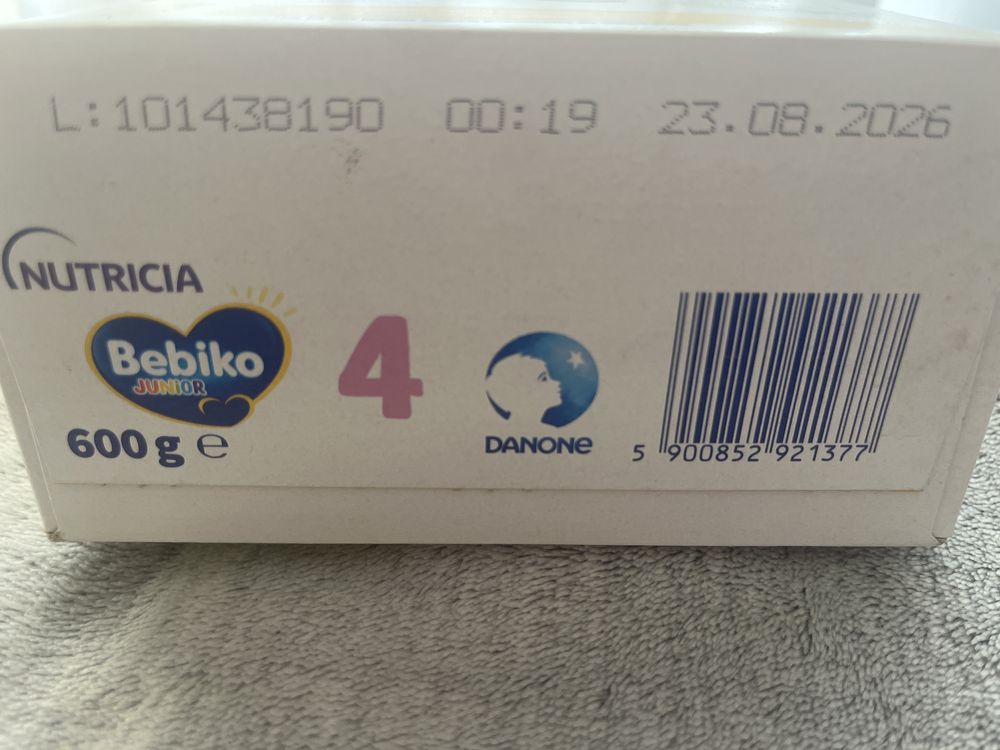 L:101438190 00:19 23.08.2026
NUTRICIA
Bebiko
JUNIOR
4
600 g e
DANONE
5 900852 921377